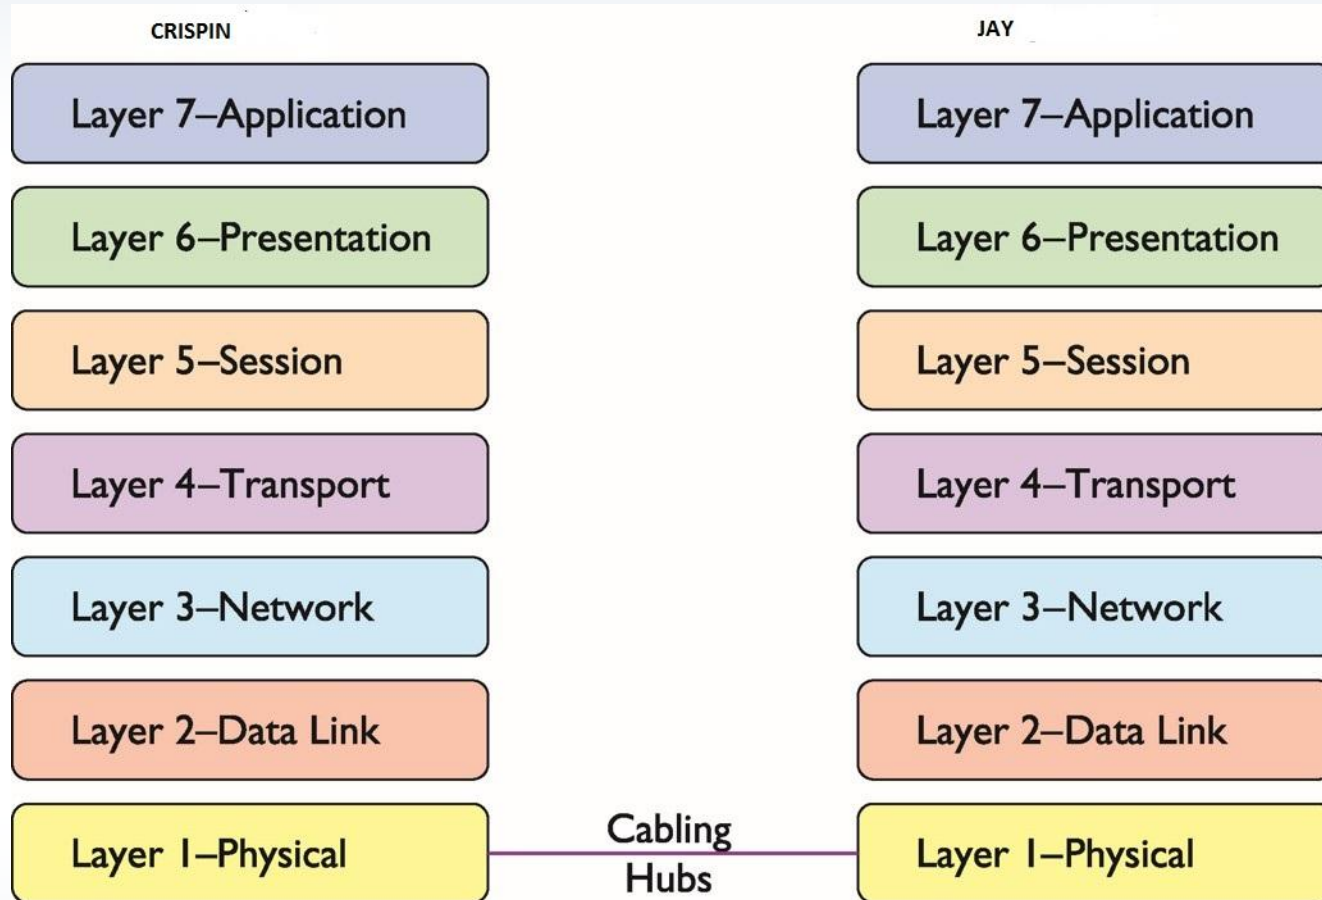 CRISPIN
Layer 7–Application
Layer 6–Presentation
Layer 5–Session
Layer 4–Transport
Layer 3–Network
Layer 2–Data Link
Layer 1–Physical
Cabling
Hubs
JAY
Layer 7–Application
Layer 6–Presentation
Layer 5–Session
Layer 4–Transport
Layer 3–Network
Layer 2–Data Link
Layer 1–Physical